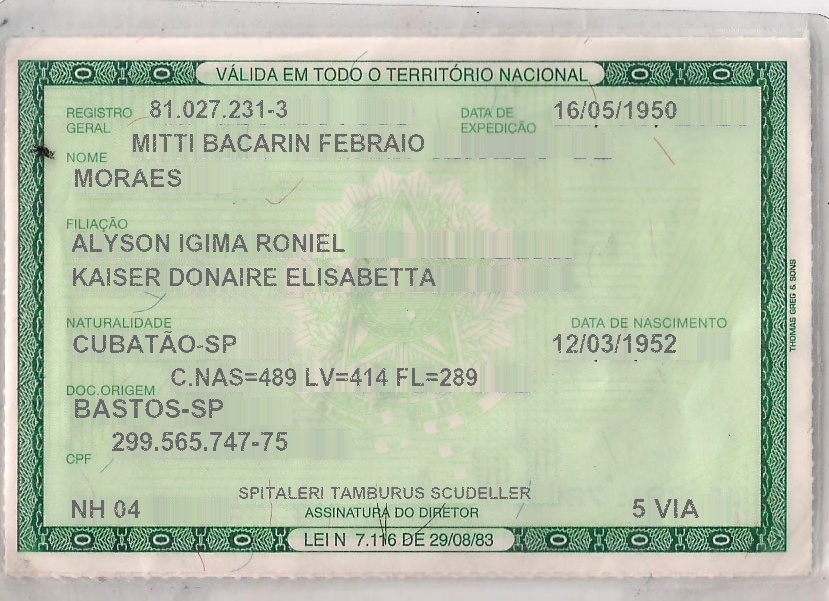 VÁLIDA EM TODO O TERRITÓRIO NACIONAL
REGISTRO GERAL 81.027.231-3 DATA DE EXPEDIÇÃO 16/05/1950
NOME MITTI BACARIN FEBRAIO
MORAES
FILIAÇÃO
ALYSON IGIMA RONIEL
KAISER DONAIRE ELISABETTA
NATURALIDADE DATA DE NASCIMENTO
CUBATÃO-SP 12/03/1952
DOC.ORIGEM C.NAS=489 LV=414 FL=289
BASTOS-SP
CPF 299.565.747-75
SPITALERI TAMBURUS SCUDELLER
NH 04 ASSINATURA DO DIRETOR 5 VIA
LEI N 7.116 DE 29/08/83
THOMAS GREG & SONS